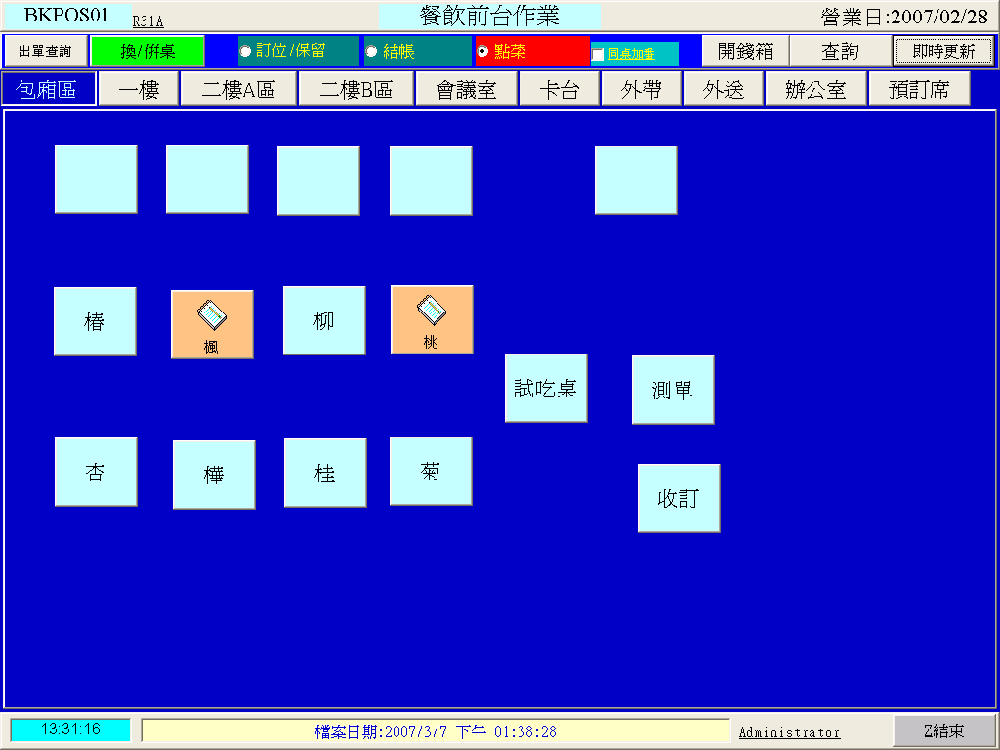 BKPOS01 R31A 餐飲前台作業 營業日:2007/02/28
出單查詢 換/併桌 訂位/保留 結帳 點菜 同桌加番 開錢箱 查詢 即時更新
包廂區 一樓 二樓A區 二樓B區 會議室 卡台 外帶 外送 辦公室 預訂席
椿 楓 柳 桃
試吃桌 測單
杏 樺 桂 菊
收訂
13:31:16 檔案日期:2007/3/7 下午 01:38:28 Administrator Z結束